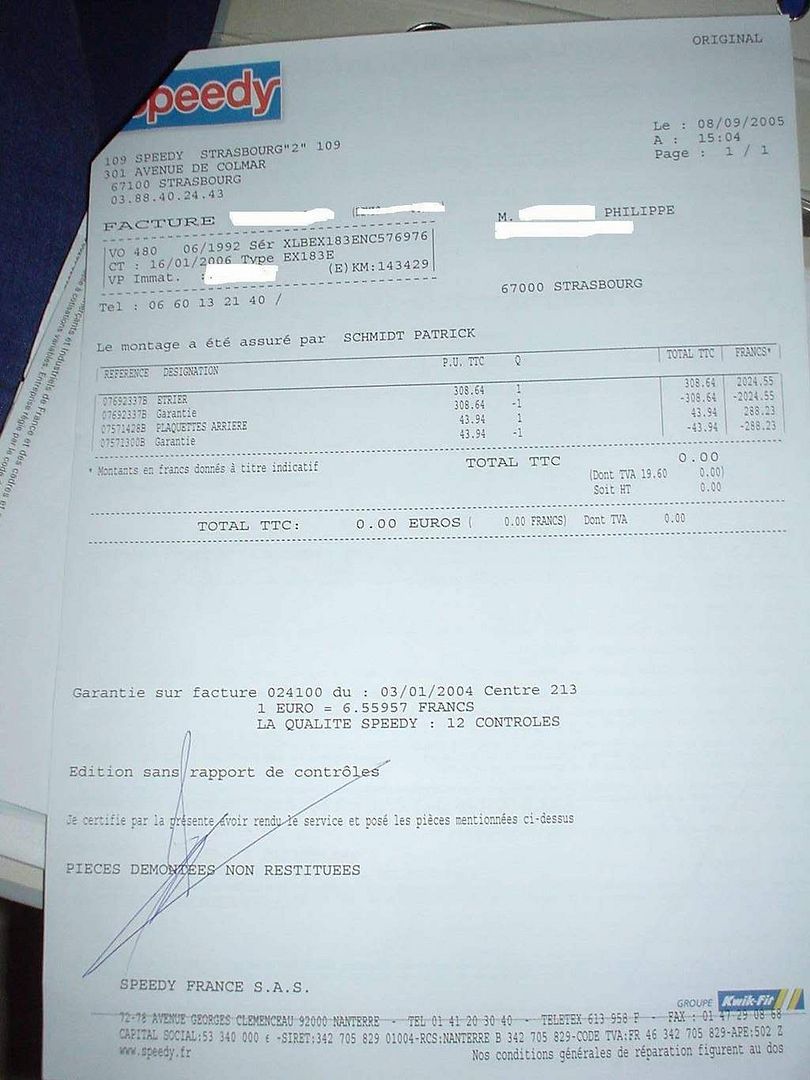 ORIGINAL
speedy
Le : 08/09/2005
A : 15:04
Page : 1 / 1
109 SPEEDY STRASBOURG"2" 109
301 AVENUE DE COLMAR
67100 STRASBOURG
03.88.40.24.43
FACTURE
M. PHILIPPE
VO 480 06/1992 Sér XLBEX183ENC576976
CT : 16/01/2006 Type EX183E
VP Immat. : (E)KM:143429
67000 STRASBOURG
Tel : 06 60 13 21 40 /
Le montage a été assuré par SCHMIDT PATRICK
REFERENCE DESIGNATION P.U. TTC Q TOTAL TTC FRANCS*
07692337B ETRIER 308.64 1 308.64 2024.55
07692337B Garantie 308.64 -1 -308.64 -2024.55
07571428B PLAQUETTES ARRIERE 43.94 1 43.94 288.23
07571300B Garantie 43.94 -1 -43.94 -288.23
* Montants en francs donnés à titre indicatif TOTAL TTC 0.00
(Dont TVA 19.60 0.00)
Soit HT 0.00
TOTAL TTC: 0.00 EUROS ( 0.00 FRANCS) Dont TVA 0.00
Garantie sur facture 024100 du : 03/01/2004 Centre 213
1 EURO = 6.55957 FRANCS
LA QUALITE SPEEDY : 12 CONTROLES
Edition sans rapport de contrôles
Je certifie par la présente avoir rendu le service et posé les pièces mentionnées ci-dessus
PIECES DEMONTEES NON RESTITUEES
SPEEDY FRANCE S.A.S.
GROUPE Kwik-Fit
72-78 AVENUE GEORGES CLEMENCEAU 92000 NANTERRE - TEL 01 41 20 30 40 - TELETEX 613 958 F - FAX : 01 47 29 08 68
CAPITAL SOCIAL:53 340 000 € -SIRET:342 705 829 01004-RCS:NANTERRE B 342 705 829-CODE TVA:FR 46 342 705 829-APE:502 Z
www.speedy.fr Nos conditions générales de réparation figurent au dos